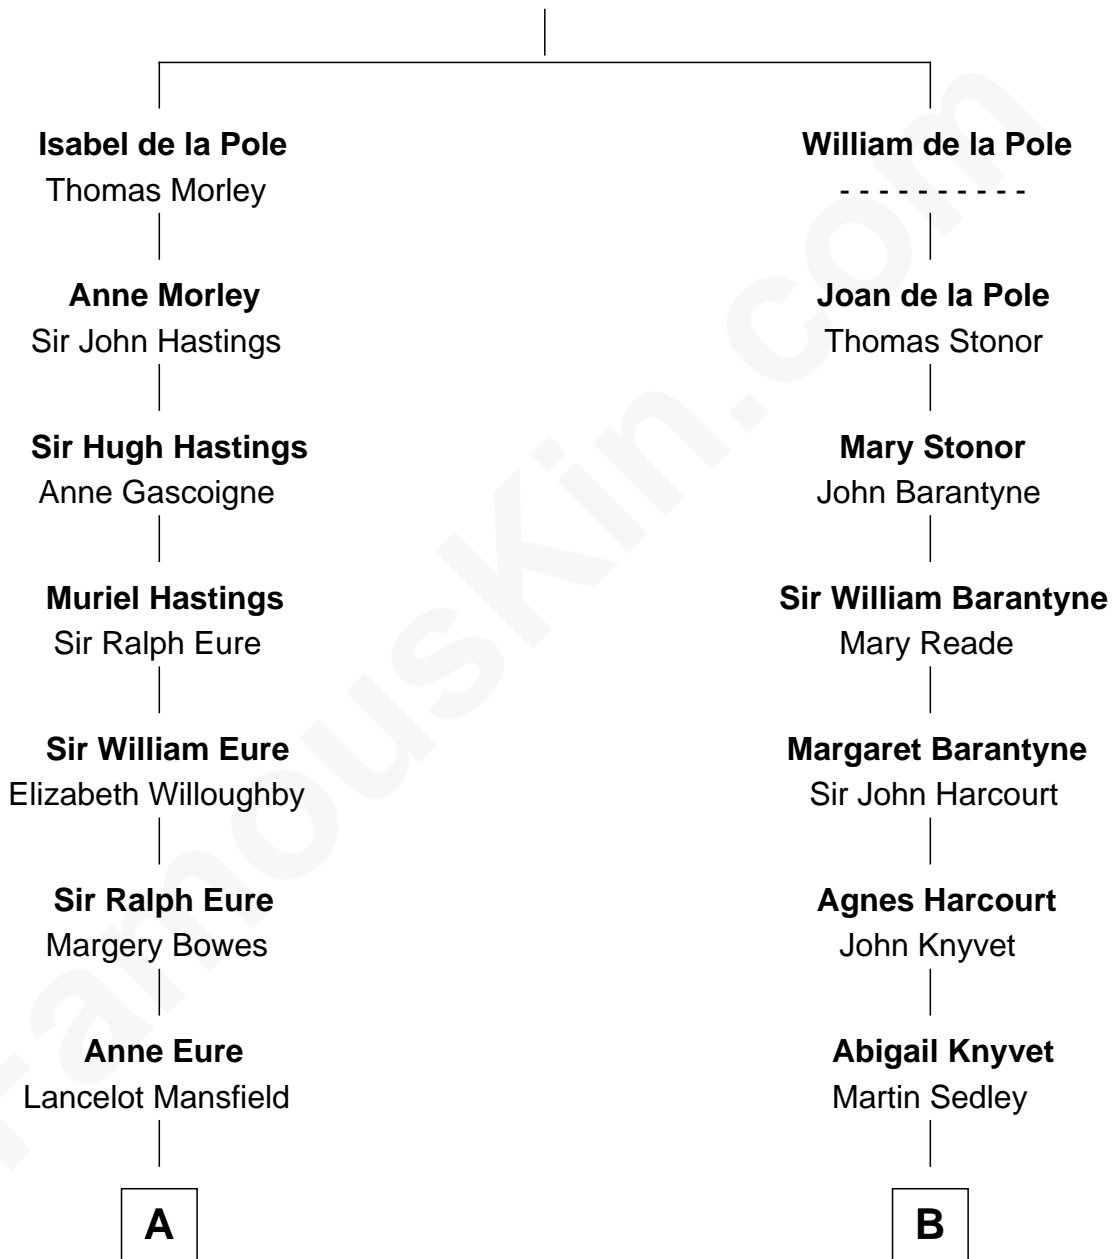 Isabel de la Pole
Thomas Morley
Anne Morley
Sir John Hastings
Sir Hugh Hastings
Anne Gascoigne
Muriel Hastings
Sir Ralph Eure
Sir William Eure
Elizabeth Willoughby
Sir Ralph Eure
Margery Bowes
Anne Eure
Lancelot Mansfield
A
William de la Pole
- - - - - - - - - -
Joan de la Pole
Thomas Stonor
Mary Stonor
John Barantyne
Sir William Barantyne
Mary Reade
Margaret Barantyne
Sir John Harcourt
Agnes Harcourt
John Knyvet
Abigail Knyvet
Martin Sedley
B
FamousKin.com